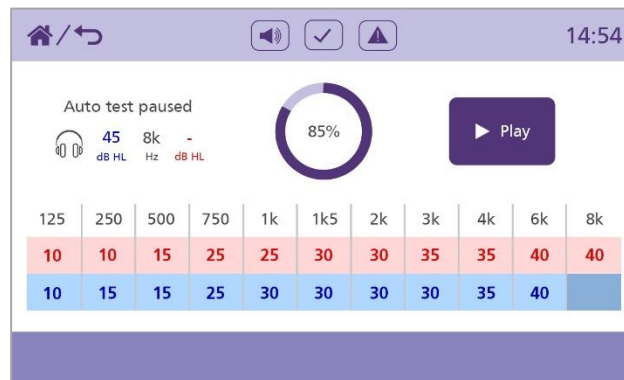 /
14:54
Auto test paused
85%
Play
45 8k -
dB HL Hz dB HL
125 250 500 750 1k 1k5 2k 3k 4k 6k 8k
10 10 15 25 25 30 30 35 35 40 40
10 15 15 25 30 30 30 30 35 40